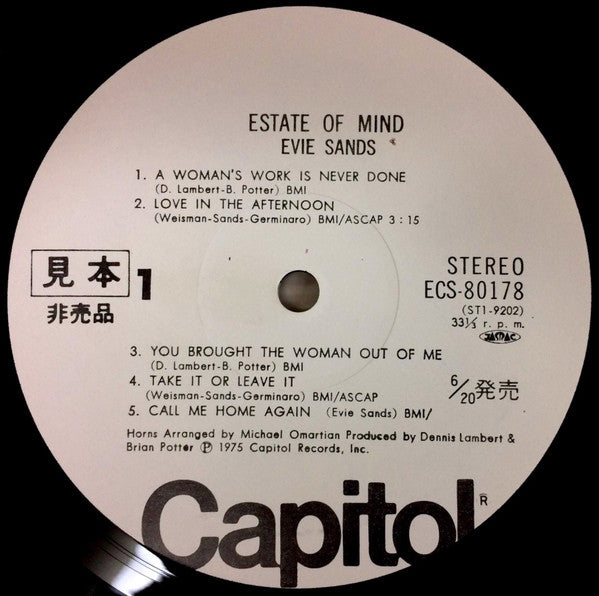 ESTATE OF MIND
EVIE SANDS
1. A WOMAN'S WORK IS NEVER DONE
(D. Lambert-B. Potter) BMI
2. LOVE IN THE AFTERNOON
(Weisman-Sands-Germinaro) BMI/ASCAP 3:15
見本
非売品
1
STEREO
ECS-80178
(ST1-9202)
33⅓ r.p.m.
JASRAC
3. YOU BROUGHT THE WOMAN OUT OF ME
(D. Lambert-B. Potter) BMI
4. TAKE IT OR LEAVE IT
(Weisman-Sands-Germinaro) BMI/ASCAP
5. CALL ME HOME AGAIN (Evie Sands) BMI/
6/20発売
Horns Arranged by Michael Omartian Produced by Dennis Lambert &
Brian Potter Ⓟ 1975 Capitol Records, Inc.
Capitol®